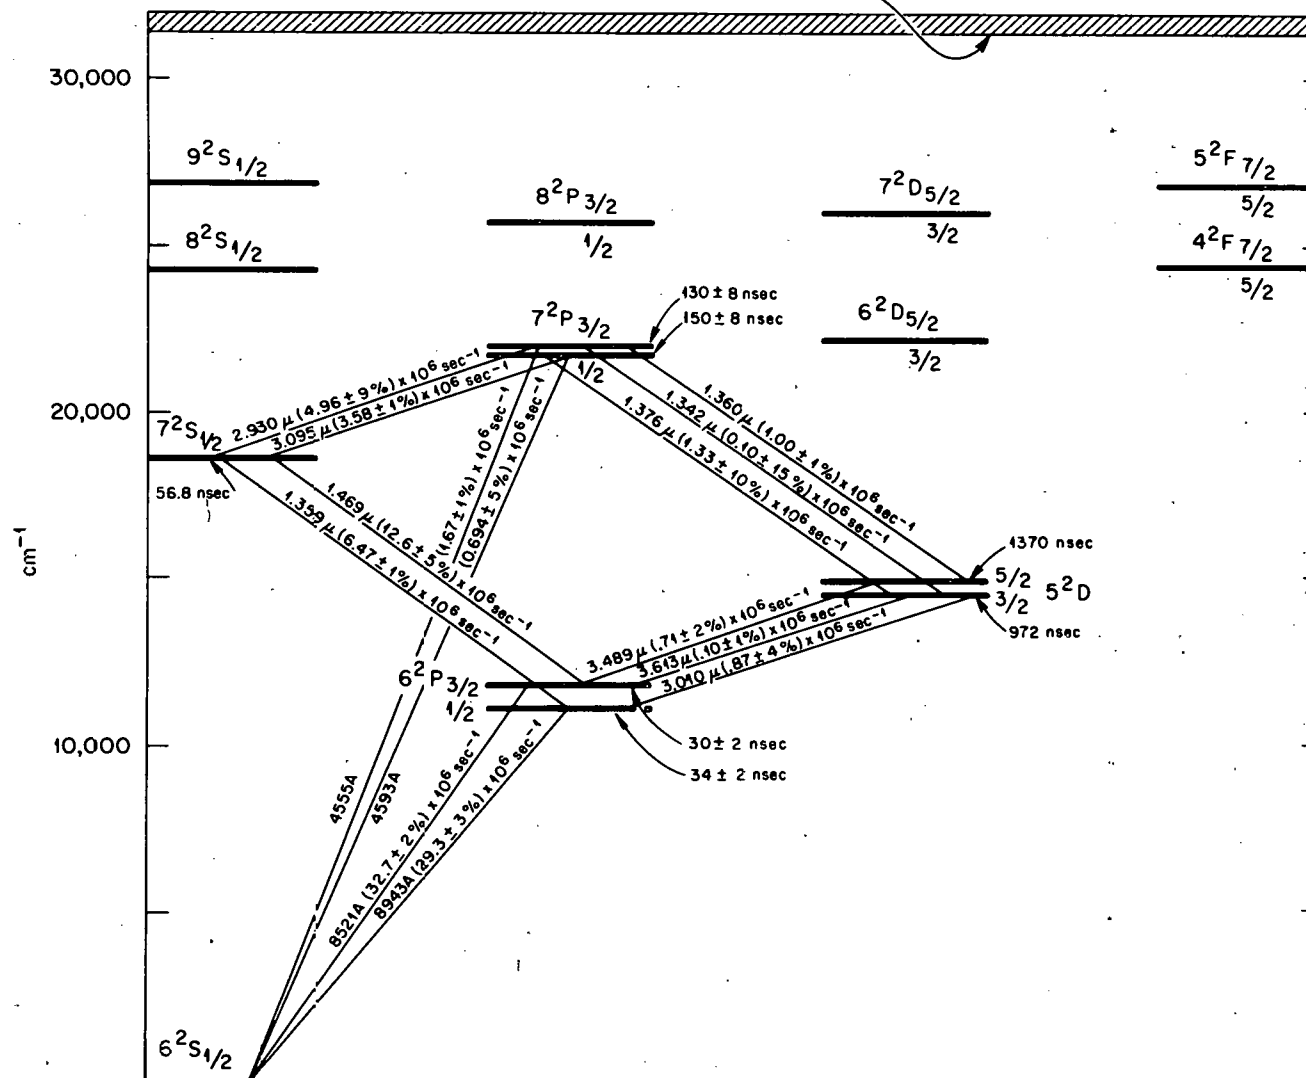 30,000
9²S1/2
8²P3/2
1/2
7²D5/2
3/2
5²F7/2
5/2
8²S1/2
4²F7/2
5/2
130 ± 8 nsec
150 ± 8 nsec
7²P3/2
1/2
6²D5/2
3/2
20,000
7²S1/2
56.8 nsec
2.930 μ (4.96 ± 9%) x 10⁶ sec⁻¹
3.095 μ (3.58 ± 1%) x 10⁶ sec⁻¹
(1.67 ± 1%) x 10⁶ sec⁻¹
(0.694 ± 5%) x 10⁶ sec⁻¹
1.360 μ (1.00 ± 1%) x 10⁶ sec⁻¹
1.342 μ (0.10 ± 15%) x 10⁶ sec⁻¹
1.376 μ (1.33 ± 10%) x 10⁶ sec⁻¹
1.469 μ (12.6 ± 5%) x 10⁶ sec⁻¹
1.359 μ (6.47 ± 1%) x 10⁶ sec⁻¹
cm⁻¹
1370 nsec
5/2 5²D
3/2
972 nsec
3.489 μ (.71 ± 2%) x 10⁶ sec⁻¹
3.613 μ (.10 ± 1%) x 10⁶ sec⁻¹
3.010 μ (.87 ± 4%) x 10⁶ sec⁻¹
6²P3/2
1/2
10,000
30 ± 2 nsec
34 ± 2 nsec
4555A
4593A
8521A (32.7 ± 2%) x 10⁶ sec⁻¹
8943A (29.3 ± 3%) x 10⁶ sec⁻¹
6²S1/2